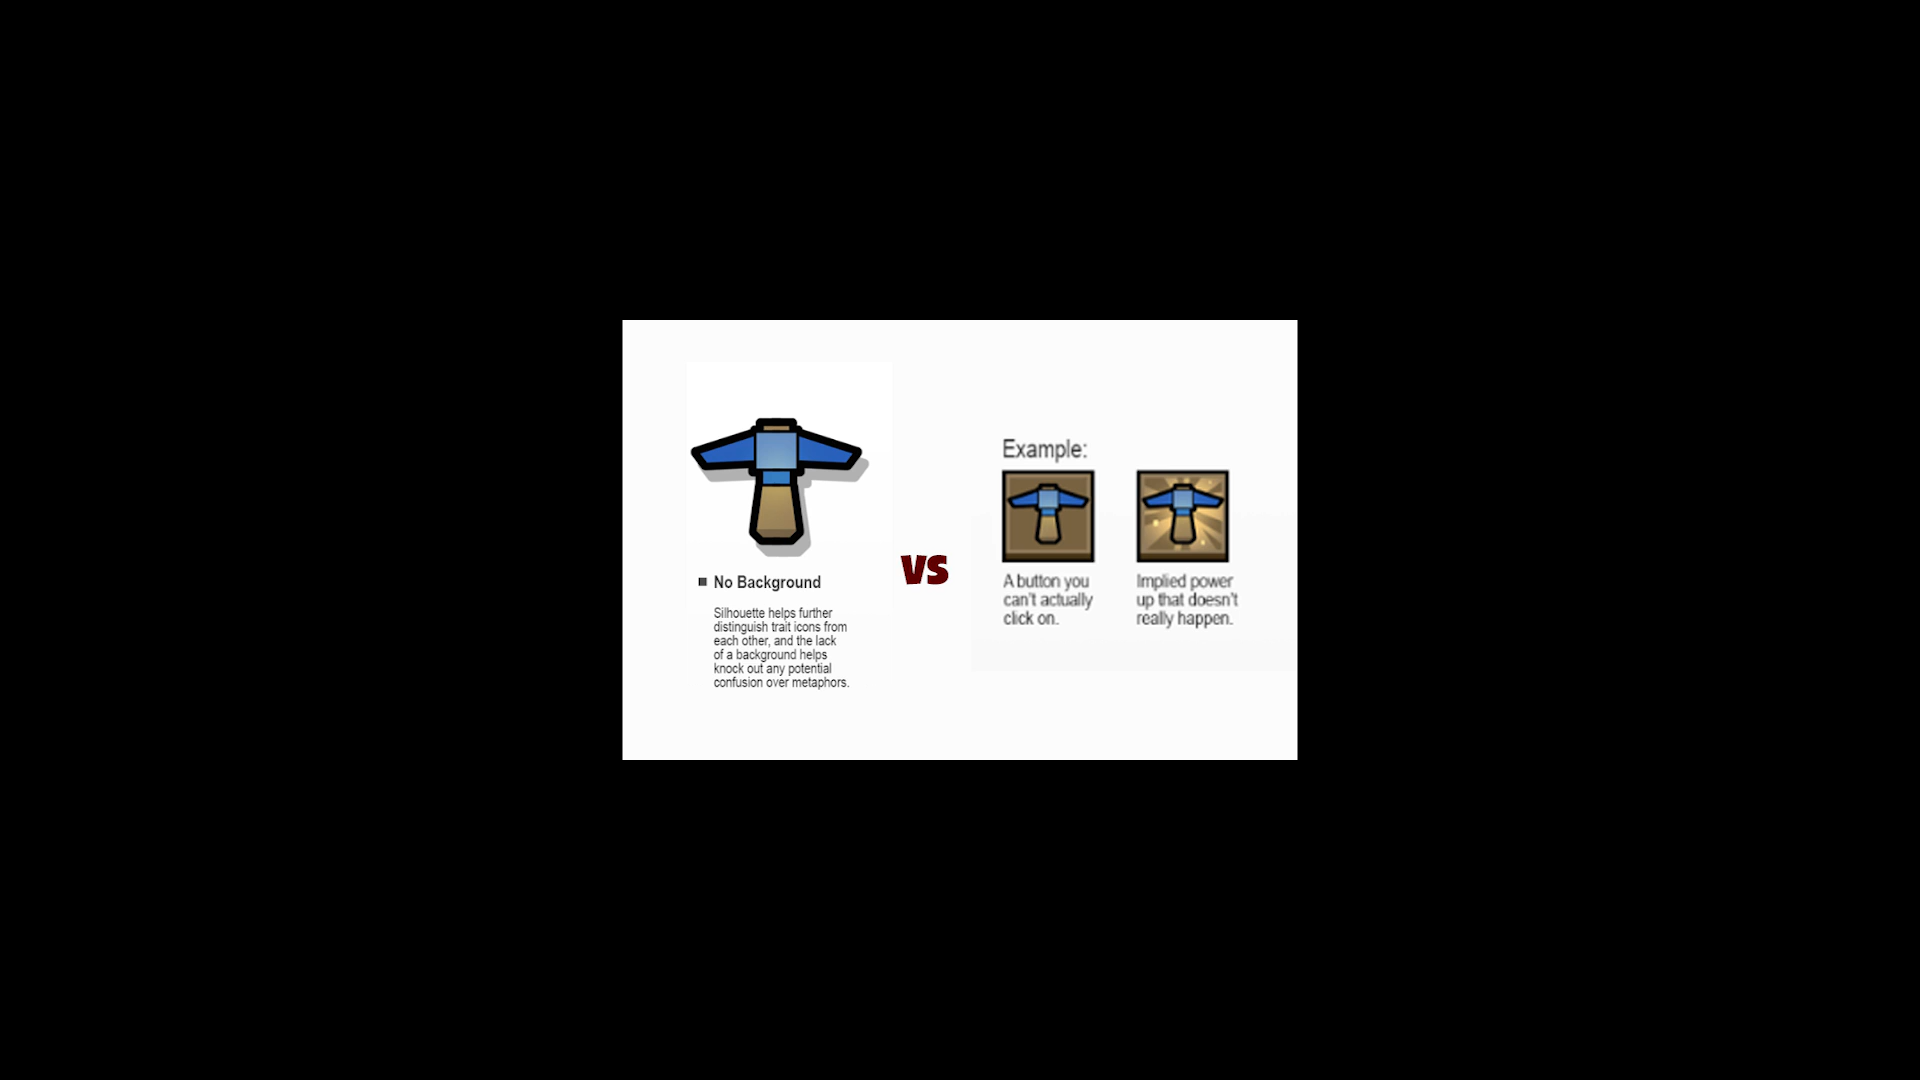 No Background
Silhouette helps further
distinguish trait icons from
each other, and the lack
of a background helps
knock out any potential
confusion over metaphors.
VS
Example:
A button you
can't actually
click on.
Implied power
up that doesn't
really happen.